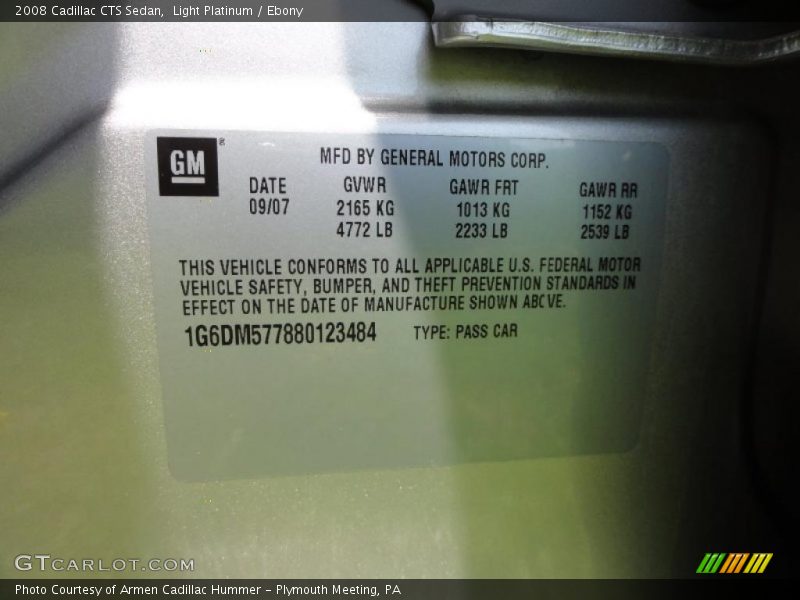 2008 Cadillac CTS Sedan, Light Platinum / Ebony
GM®
MFD BY GENERAL MOTORS CORP.
DATE GVWR GAWR FRT GAWR RR
09/07 2165 KG 1013 KG 1152 KG
4772 LB 2233 LB 2539 LB
THIS VEHICLE CONFORMS TO ALL APPLICABLE U.S. FEDERAL MOTOR
VEHICLE SAFETY, BUMPER, AND THEFT PREVENTION STANDARDS IN
EFFECT ON THE DATE OF MANUFACTURE SHOWN ABOVE.
1G6DM577880123484 TYPE: PASS CAR
GTCARLOT.COM
Photo Courtesy of Armen Cadillac Hummer - Plymouth Meeting, PA